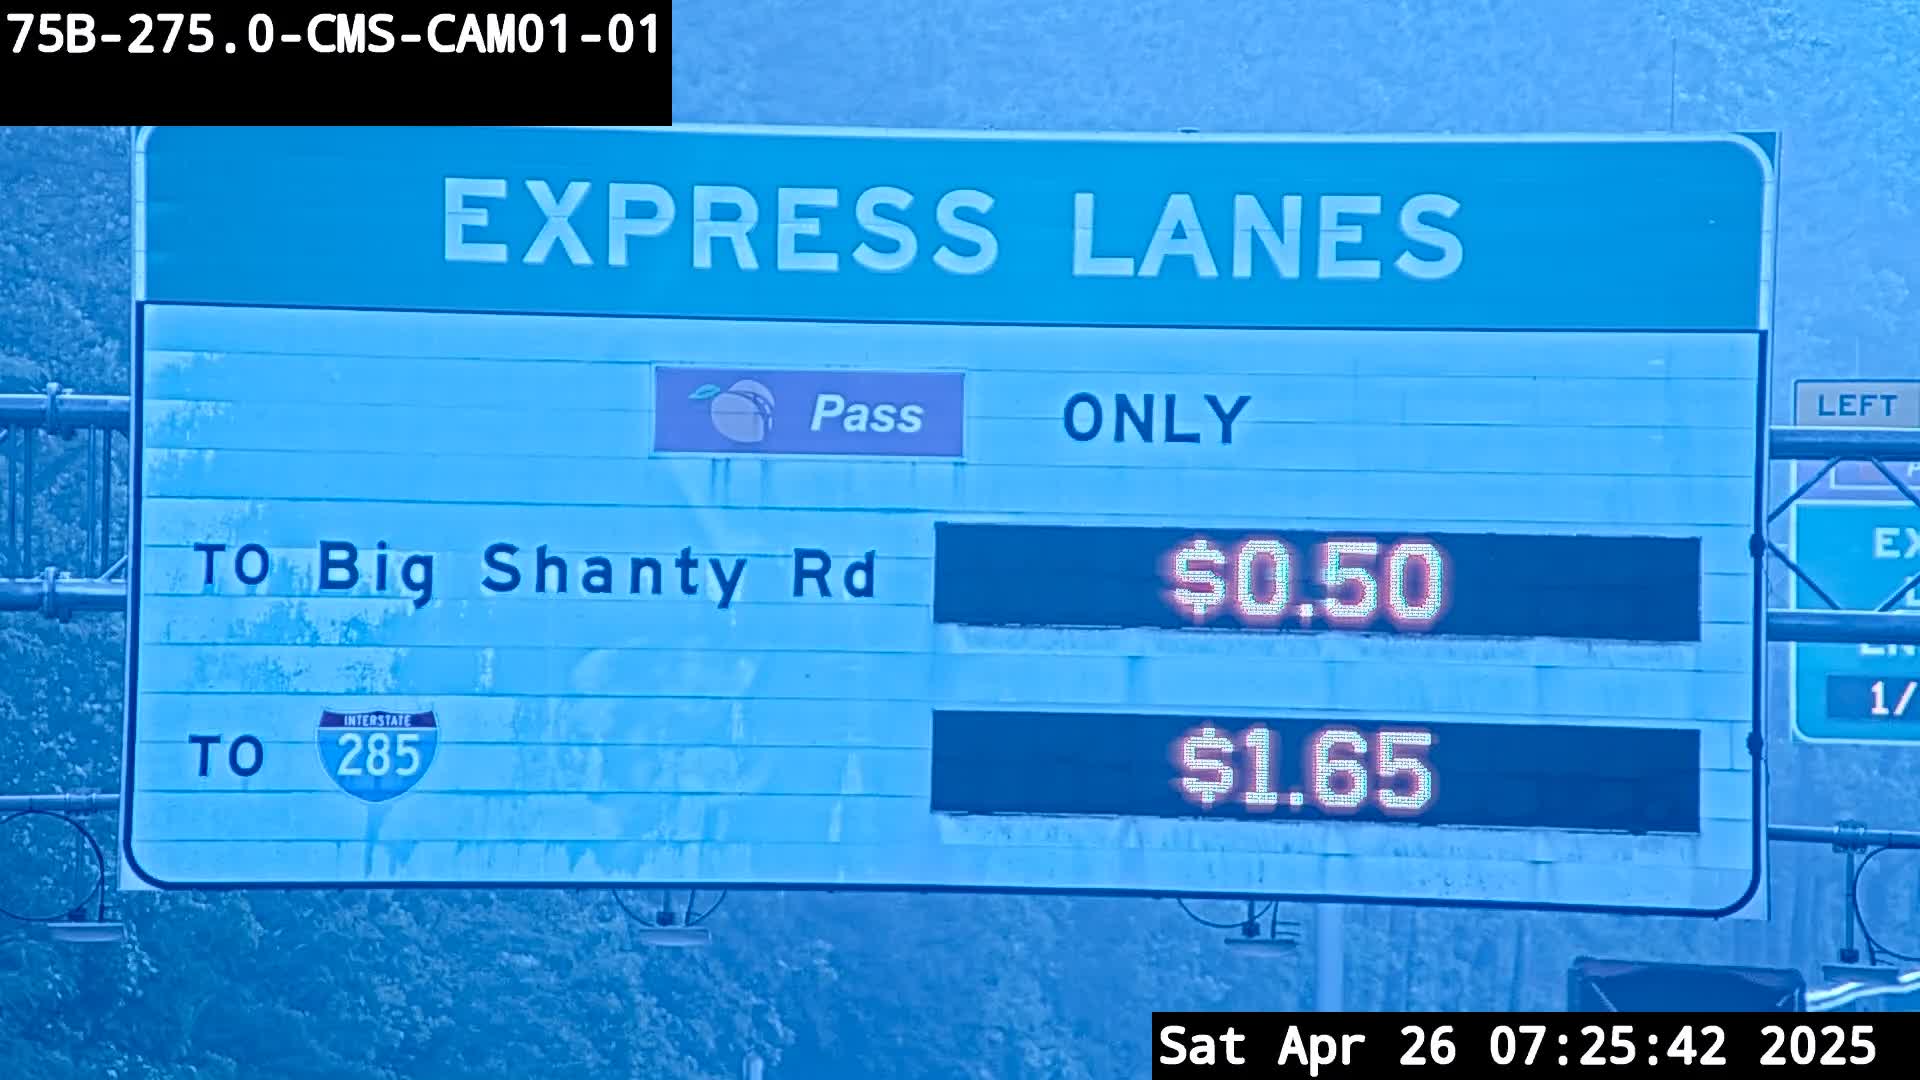 75B-275.0-CMS-CAM01-01
EXPRESS LANES
Pass ONLY
LEFT
TO Big Shanty Rd $0.50
TO INTERSTATE 285 $1.65
1/
Sat Apr 26 07:25:42 2025